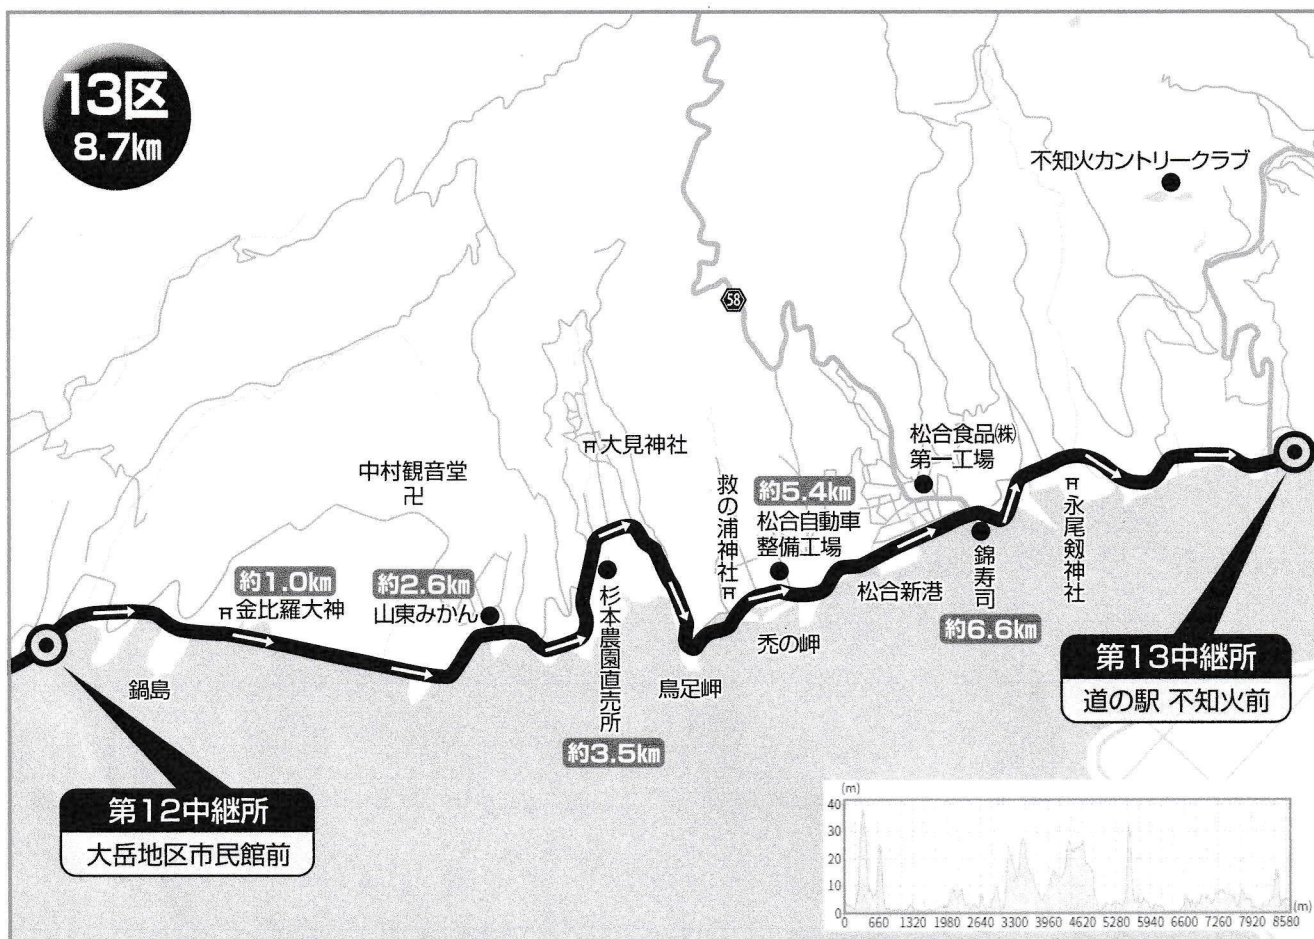 13区
8.7km
不知火カントリークラブ
58
大見神社
中村観音堂
卍
松合食品㈱
第一工場
救の浦神社
約5.4km
松合自動車
整備工場
永尾剱神社
約1.0km
金比羅大神
約2.6km
山東みかん
杉本農園直売所
約3.5km
松合新港
錦寿司
約6.6km
禿の岬
鳥足岬
鍋島
第13中継所
道の駅 不知火前
第12中継所
大岳地区市民館前
(m)
40
30
20
10
0
0 660 1320 1980 2640 3300 3960 4620 5280 5940 6600 7260 7920 8580
(m)